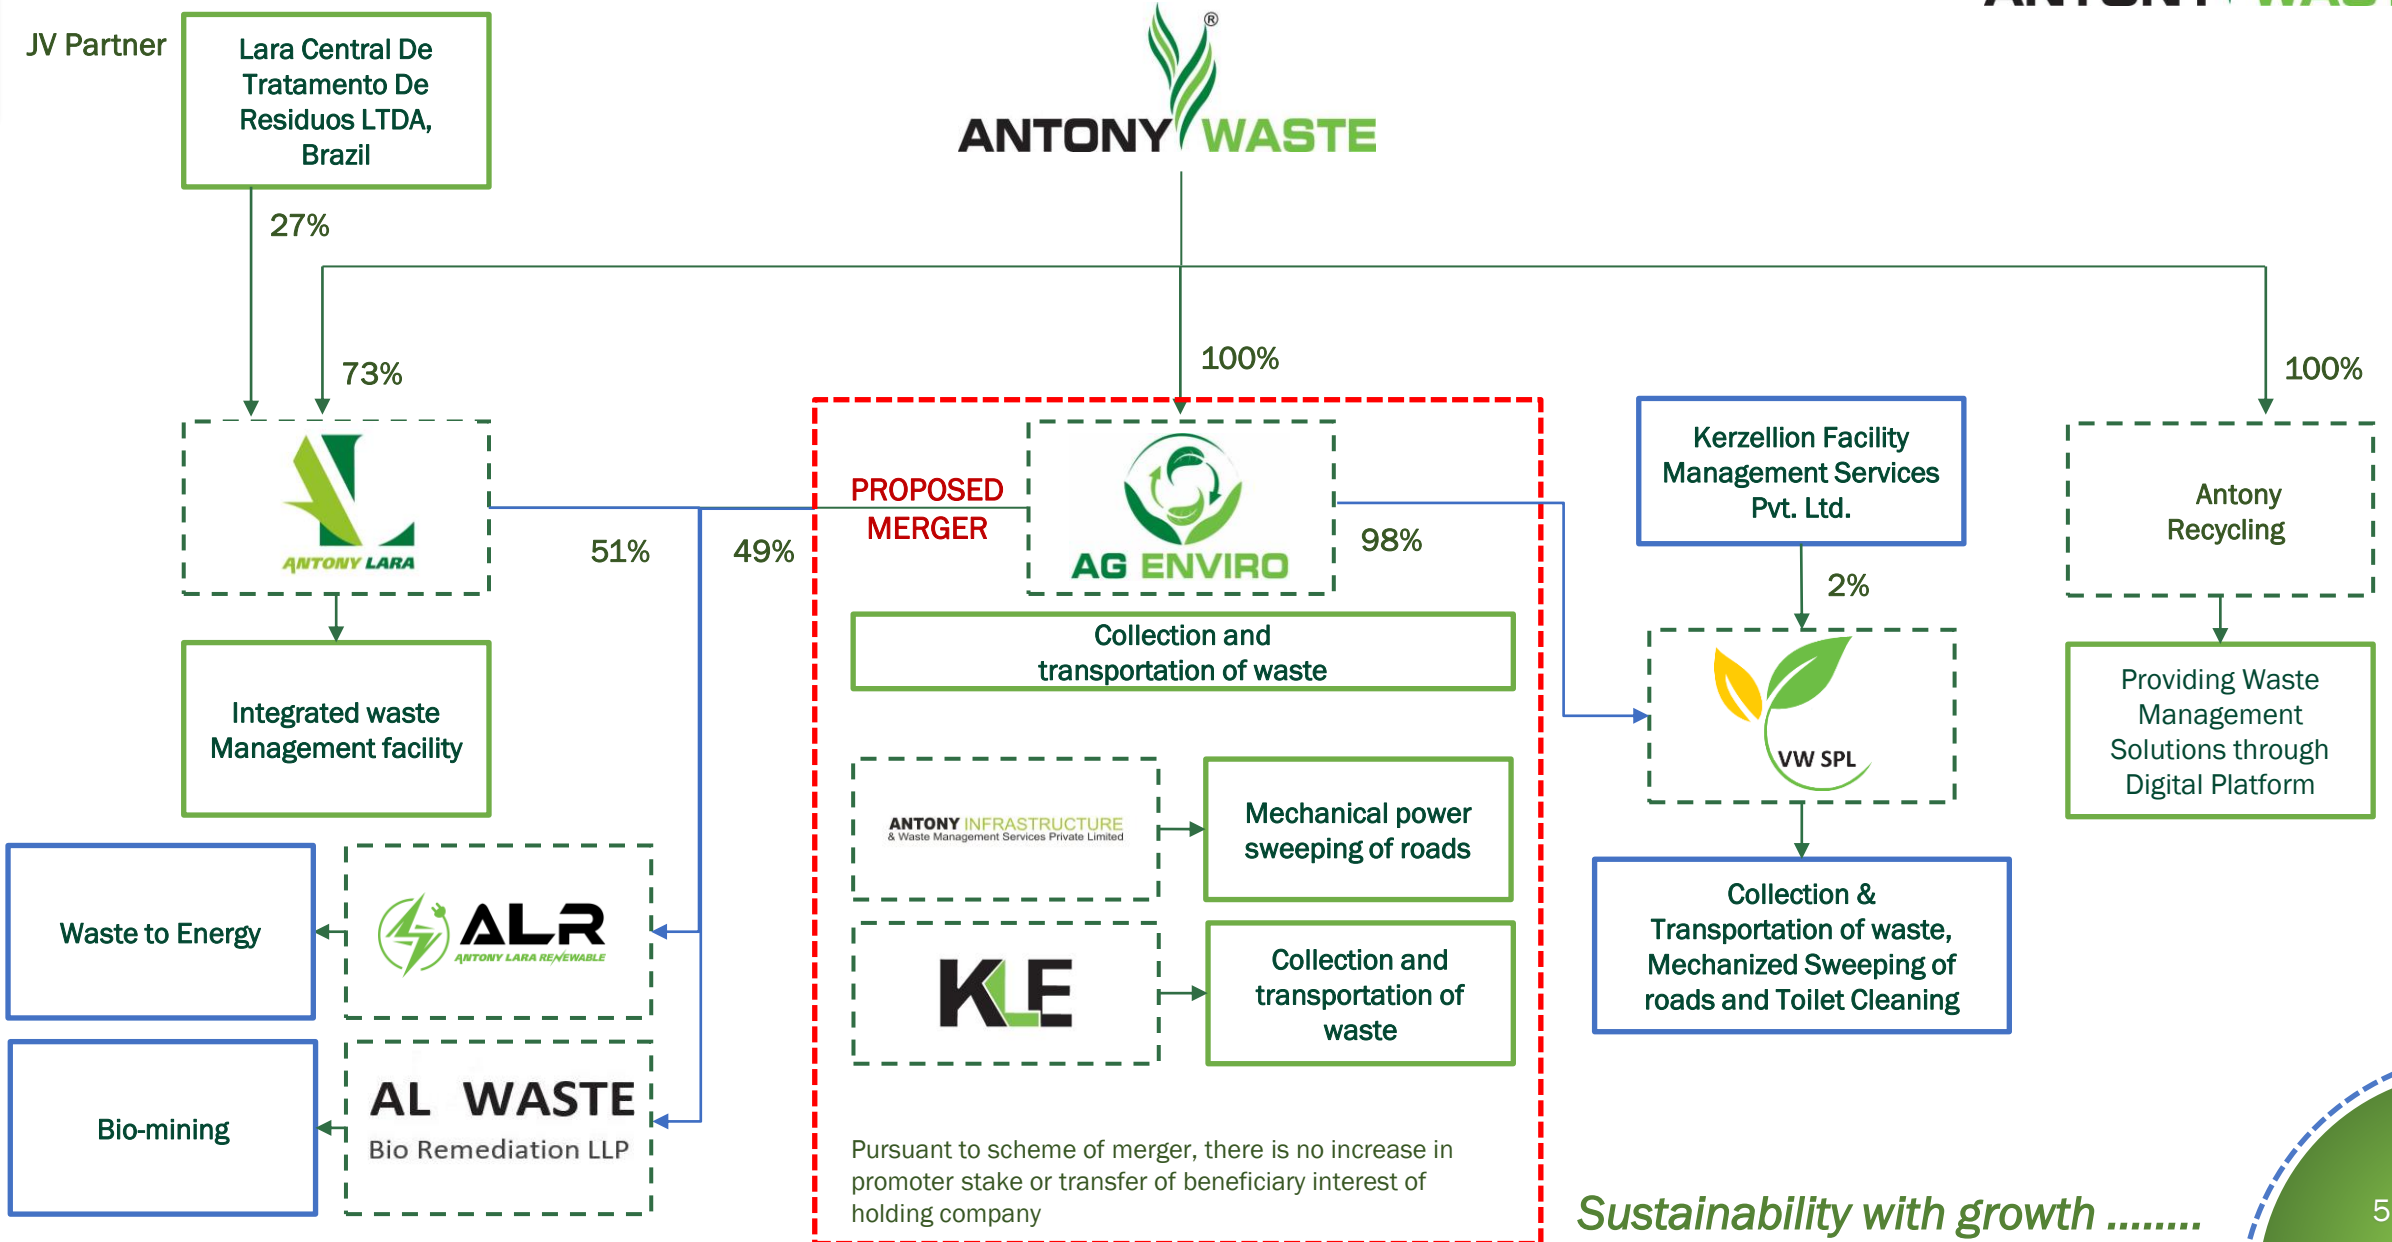 ANTONY WASTE
JV Partner
Lara Central De
Tratamento De
Residuos LTDA,
Brazil
®
ANTONY WASTE
27%
73%
100%
100%
ANTONY LARA
51%
49%
PROPOSED
MERGER
AG ENVIRO
98%
Kerzellion Facility
Management Services
Pvt. Ltd.
2%
Antony
Recycling
Collection and
transportation of waste
Integrated waste
Management facility
VW SPL
Providing Waste
Management
Solutions through
Digital Platform
ANTONY INFRASTRUCTURE
& Waste Management Services Private Limited
Mechanical power
sweeping of roads
Waste to Energy
ALR
ANTONY LARA RENEWABLE
KLE
Collection and
transportation of
waste
Collection &
Transportation of waste,
Mechanized Sweeping of
roads and Toilet Cleaning
Bio-mining
AL WASTE
Bio Remediation LLP
Pursuant to scheme of merger, there is no increase in
promoter stake or transfer of beneficiary interest of
holding company
Sustainability with growth ........
5